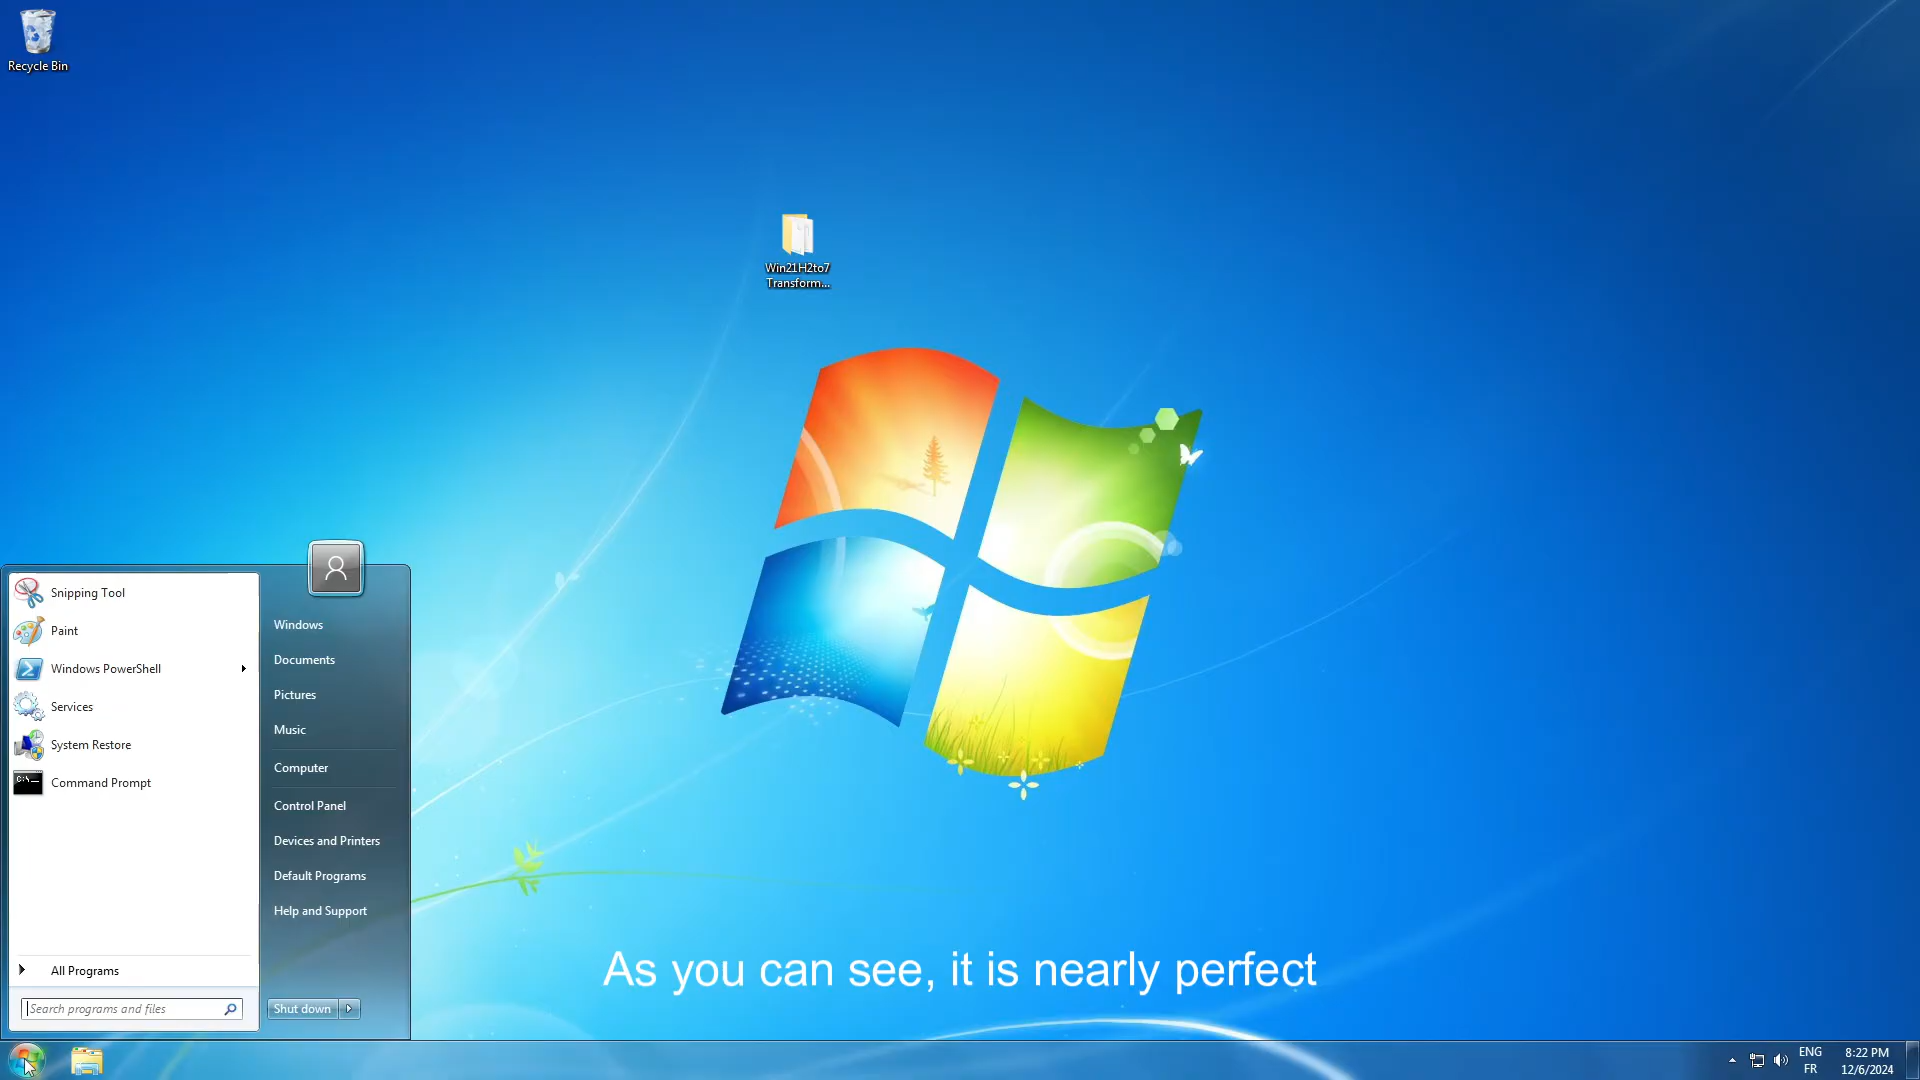 Recycle Bin
Win21H2to7
Transform...
Snipping Tool
Paint
Windows PowerShell
Services
System Restore
Command Prompt
All Programs
Search programs and files
Windows
Documents
Pictures
Music
Computer
Control Panel
Devices and Printers
Default Programs
Help and Support
Shut down
As you can see, it is nearly perfect
ENG
FR
8:22 PM
12/6/2024